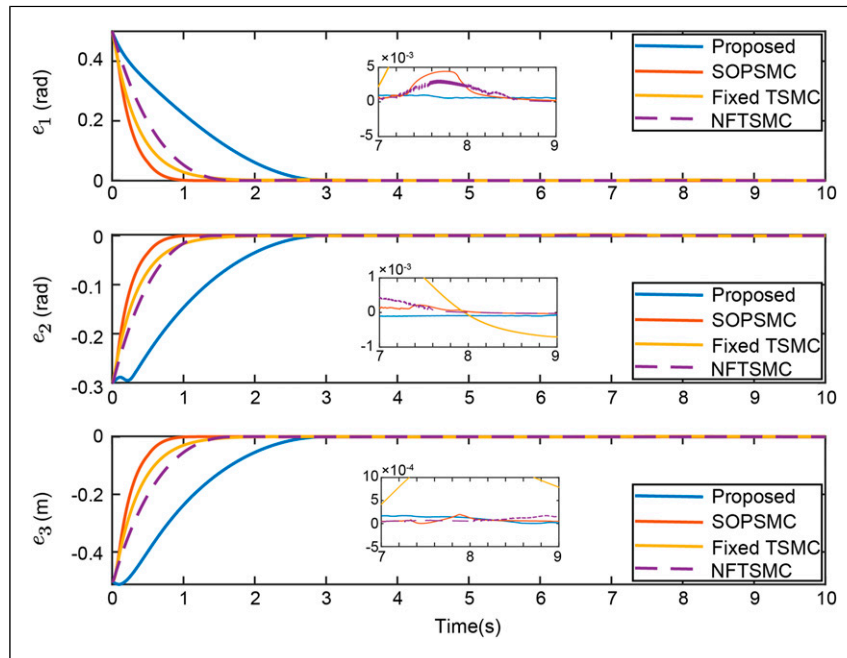 e1 (rad)
0.4
0.2
0
0 1 2 3 4 5 6 7 8 9 10
×10-3
5
0
-5
7 8 9
Proposed
SOPSMC
Fixed TSMC
NFTSMC
e2 (rad)
0
-0.1
-0.2
-0.3
0 1 2 3 4 5 6 7 8 9 10
×10-3
1
0
-1
7 8 9
Proposed
SOPSMC
Fixed TSMC
NFTSMC
e3 (m)
0
-0.2
-0.4
0 1 2 3 4 5 6 7 8 9 10
×10-4
10
5
0
-5
7 8 9
Proposed
SOPSMC
Fixed TSMC
NFTSMC
Time(s)